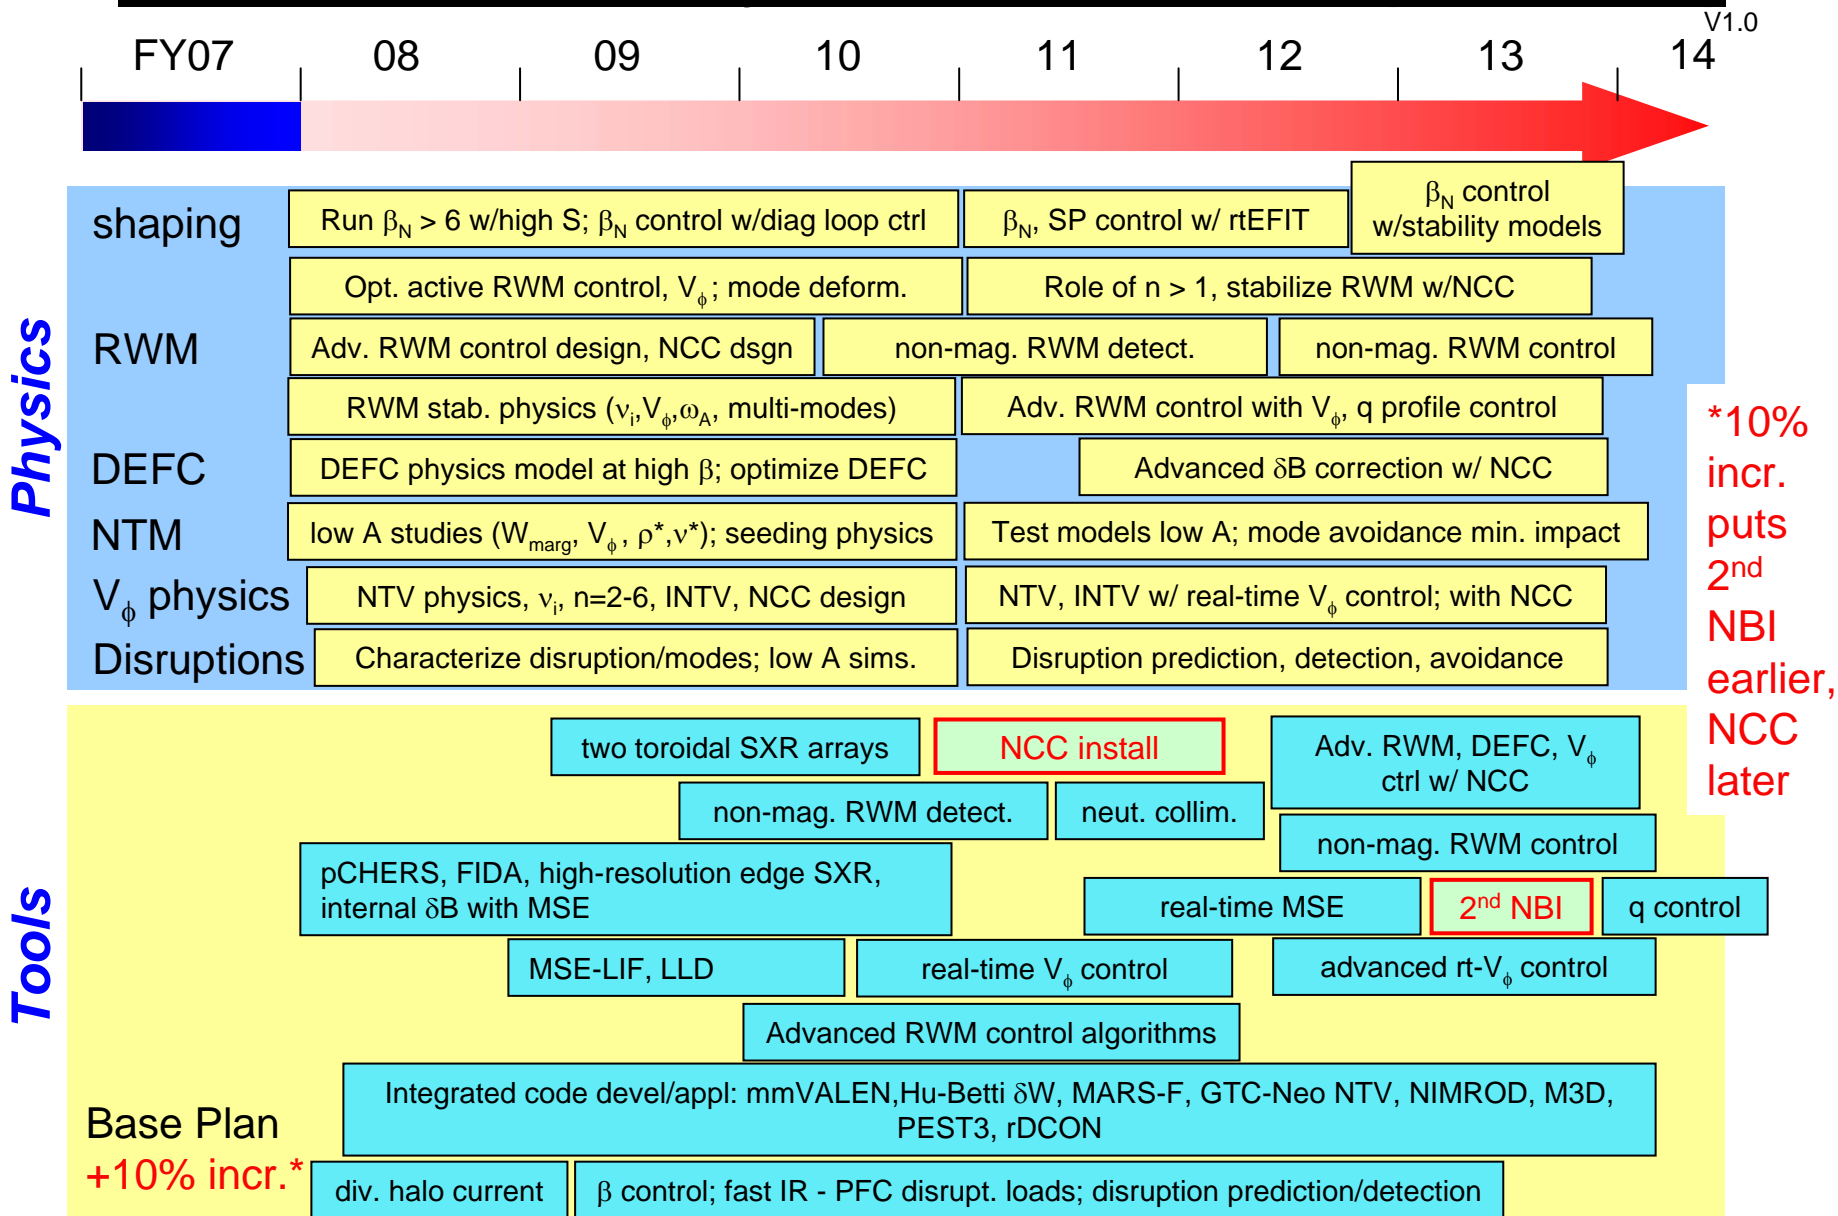 V1.0
FY07 08 09 10 11 12 13 14
Physics
shaping
Run βN > 6 w/high S; βN control w/diag loop ctrl
βN, SP control w/ rtEFIT
βN control
w/stability models
Opt. active RWM control, Vϕ; mode deform.
Role of n > 1, stabilize RWM w/NCC
RWM
Adv. RWM control design, NCC dsgn
non-mag. RWM detect.
non-mag. RWM control
RWM stab. physics (νi,Vϕ,ωA, multi-modes)
Adv. RWM control with Vϕ, q profile control
DEFC
DEFC physics model at high β; optimize DEFC
Advanced δB correction w/ NCC
NTM
low A studies (Wmarg, Vϕ, ρ*,ν*); seeding physics
Test models low A; mode avoidance min. impact
Vϕ physics
NTV physics, νi, n=2-6, INTV, NCC design
NTV, INTV w/ real-time Vϕ control; with NCC
Disruptions
Characterize disruption/modes; low A sims.
Disruption prediction, detection, avoidance
*10%
incr.
puts
2nd
NBI
earlier,
NCC
later
Tools
two toroidal SXR arrays
NCC install
Adv. RWM, DEFC, Vϕ
ctrl w/ NCC
non-mag. RWM detect.
neut. collim.
non-mag. RWM control
pCHERS, FIDA, high-resolution edge SXR,
internal δB with MSE
real-time MSE
2nd NBI
q control
MSE-LIF, LLD
real-time Vϕ control
advanced rt-Vϕ control
Advanced RWM control algorithms
Integrated code devel/appl: mmVALEN,Hu-Betti δW, MARS-F, GTC-Neo NTV, NIMROD, M3D,
PEST3, rDCON
Base Plan
+10% incr.*
div. halo current
β control; fast IR - PFC disrupt. loads; disruption prediction/detection